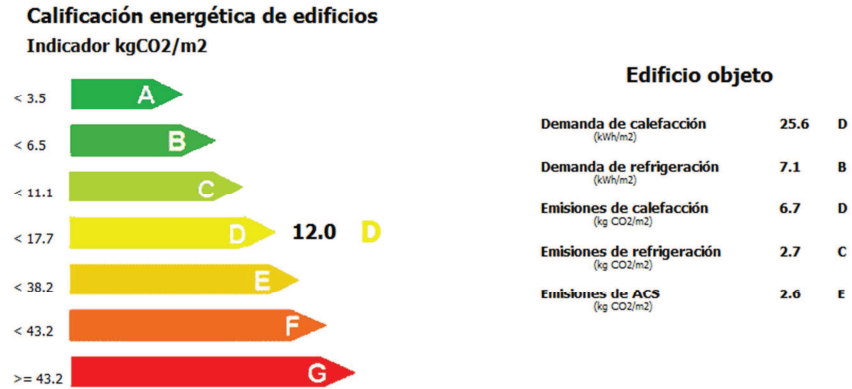 Calificación energética de edificios
Indicador kgCO2/m2
< 3.5 A
< 6.5 B
< 11.1 C
< 17.7 D 12.0 D
< 38.2 E
< 43.2 F
>= 43.2 G
Edificio objeto
Demanda de calefacción 25.6 D
(kWh/m2)
Demanda de refrigeración 7.1 B
(kWh/m2)
Emisiones de calefacción 6.7 D
(kg CO2/m2)
Emisiones de refrigeración 2.7 C
(kg CO2/m2)
Emisiones de ACS 2.6 E
(kg CO2/m2)